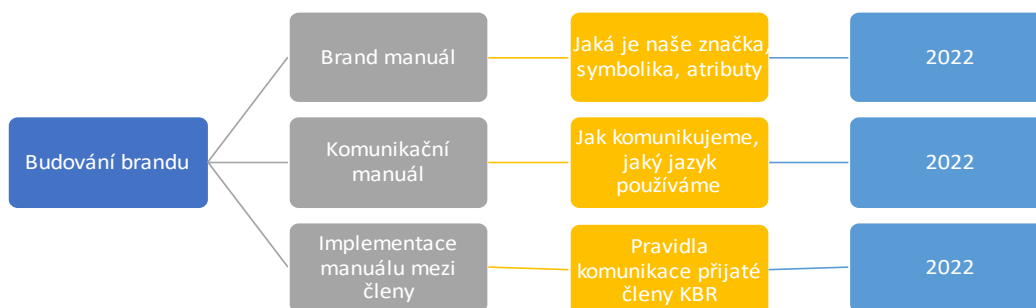 Brand manuál
Jaká je naše značka,
symbolika, atributy
2022
Budování brandu
Komunikační
manuál
Jak komunikujeme,
jaký jazyk
používáme
2022
Implementace
manuálu mezi
členy
Pravidla
komunikace přijaté
členy KBR
2022